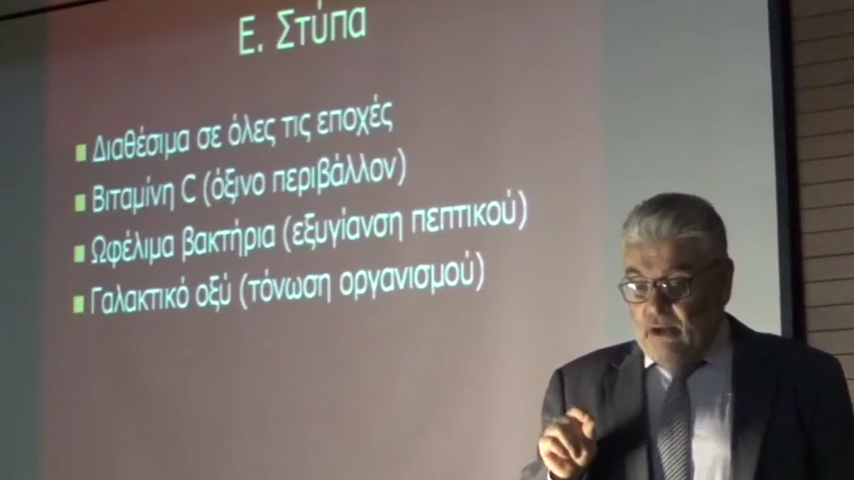 Ε. Στύπα
Διαθέσιμα σε όλες τις εποχές
Βιταμίνη C (όξινο περιβάλλον)
Ωφέλιμα βακτήρια (εξυγίανση πεπτικού)
Γαλακτικό οξύ (τόνωση οργανισμού)